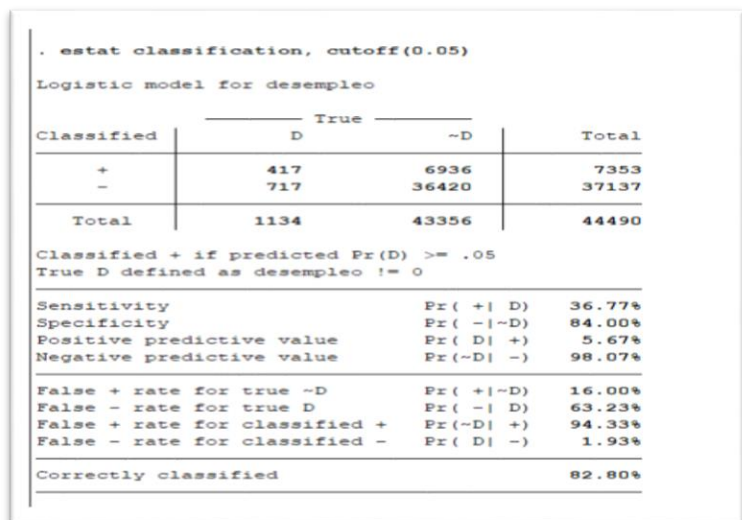 . estat classification, cutoff(0.05)
Logistic model for desempleo
True
Classified D ~D Total
+ 417 6936 7353
- 717 36420 37137
Total 1134 43356 44490
Classified + if predicted Pr(D) >= .05
True D defined as desempleo != 0
Sensitivity Pr( +| D) 36.77%
Specificity Pr( -|~D) 84.00%
Positive predictive value Pr( D| +) 5.67%
Negative predictive value Pr(~D| -) 98.07%
False + rate for true ~D Pr( +|~D) 16.00%
False - rate for true D Pr( -| D) 63.23%
False + rate for classified + Pr(~D| +) 94.33%
False - rate for classified - Pr( D| -) 1.93%
Correctly classified 82.80%